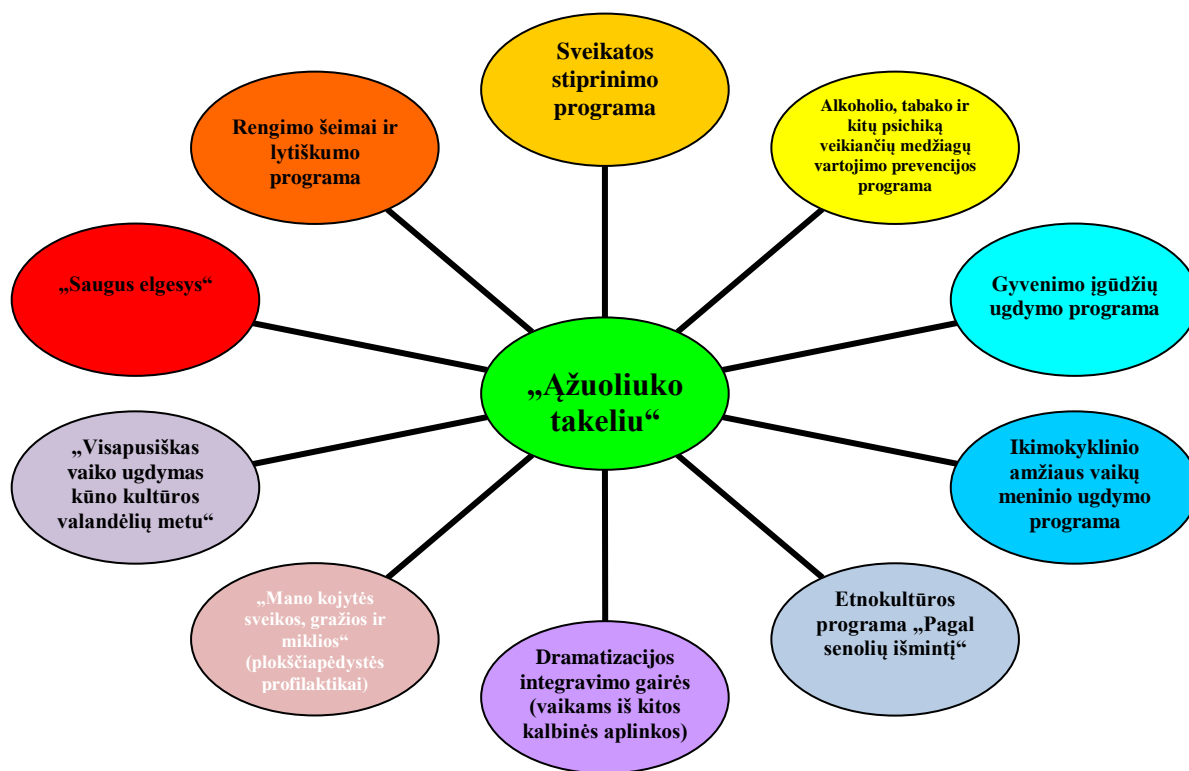 Sveikatos
stiprinimo
programa
Alkoholio, tabako ir
kitų psichiką
veikiančių medžiagų
vartojimo prevencijos
programa
Gyvenimo įgūdžių
ugdymo programa
Ikimokyklinio
amžiaus vaikų
meninio ugdymo
programa
Etnokultūros
programa „Pagal
senolių išmintį“
Dramatizacijos
integravimo gairės
(vaikams iš kitos
kalbinės aplinkos)
„Mano kojytės
sveikos, gražios ir
miklios“
(plokščiapėdystės
profilaktikai)
„Visapusiškas
vaiko ugdymas
kūno kultūros
valandėlių metu“
„Saugus elgesys“
Rengimo šeimai ir
lytiškumo
programa
„Ąžuoliuko
takeliu“